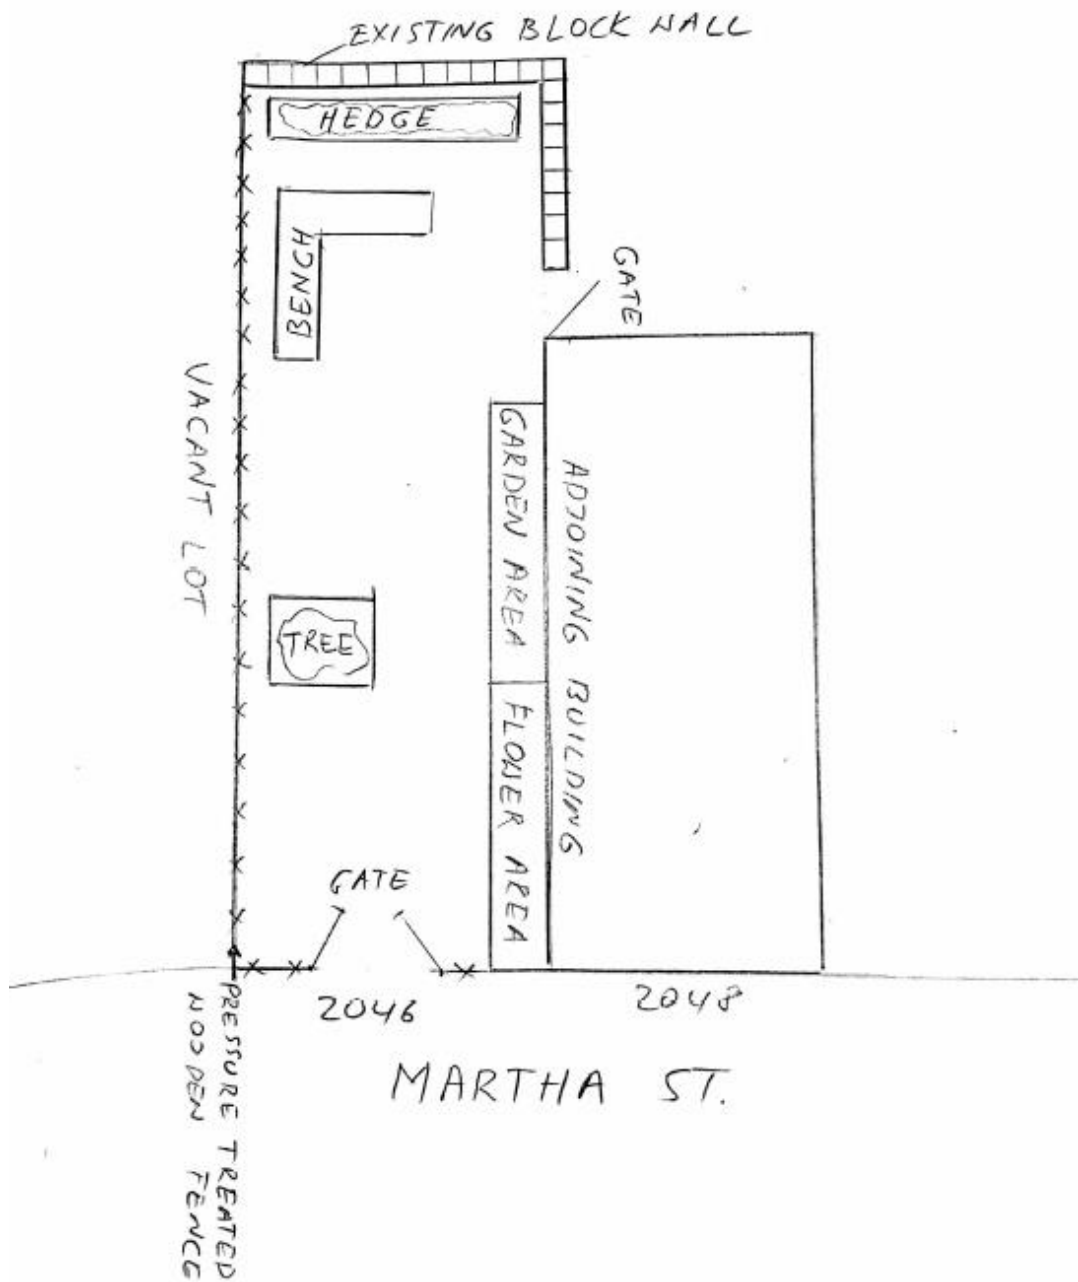 EXISTING BLOCK WALL
HEDGE
BENCH
GATE
VACANT LOT
GARDEN AREA
ADJOINING BUILDING
TREE
FLOWER AREA
GATE
2046
2048
PRESSURE TREATED
WOODEN FENCE
MARTHA ST.